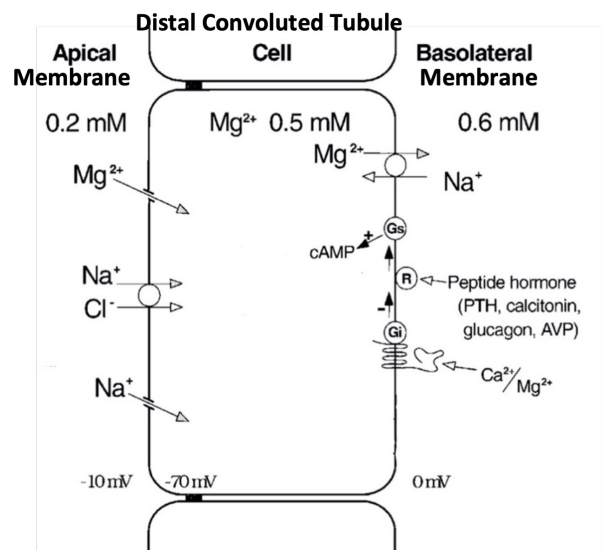 Distal Convoluted Tubule
Apical Membrane
Cell
Basolateral Membrane
0.2 mM
Mg²⁺ 0.5 mM
0.6 mM
Mg²⁺
Mg²⁺
Na⁺
Gs
+
cAMP
R
Peptide hormone
(PTH, calcitonin,
glucagon, AVP)
Na⁺
Cl⁻
–
Gi
Ca²⁺/Mg²⁺
Na⁺
-10 mV
-70 mV
0 mV